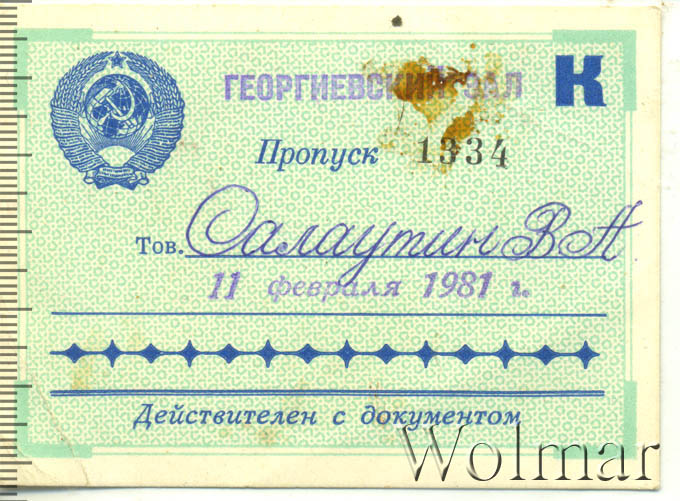 ГЕОРГИЕВСКИЙ ЗАЛ
К
Пропуск 1334
Тов. Салаутин В А
11 февраля 1981 г.
Действителен с документом
Wolmar